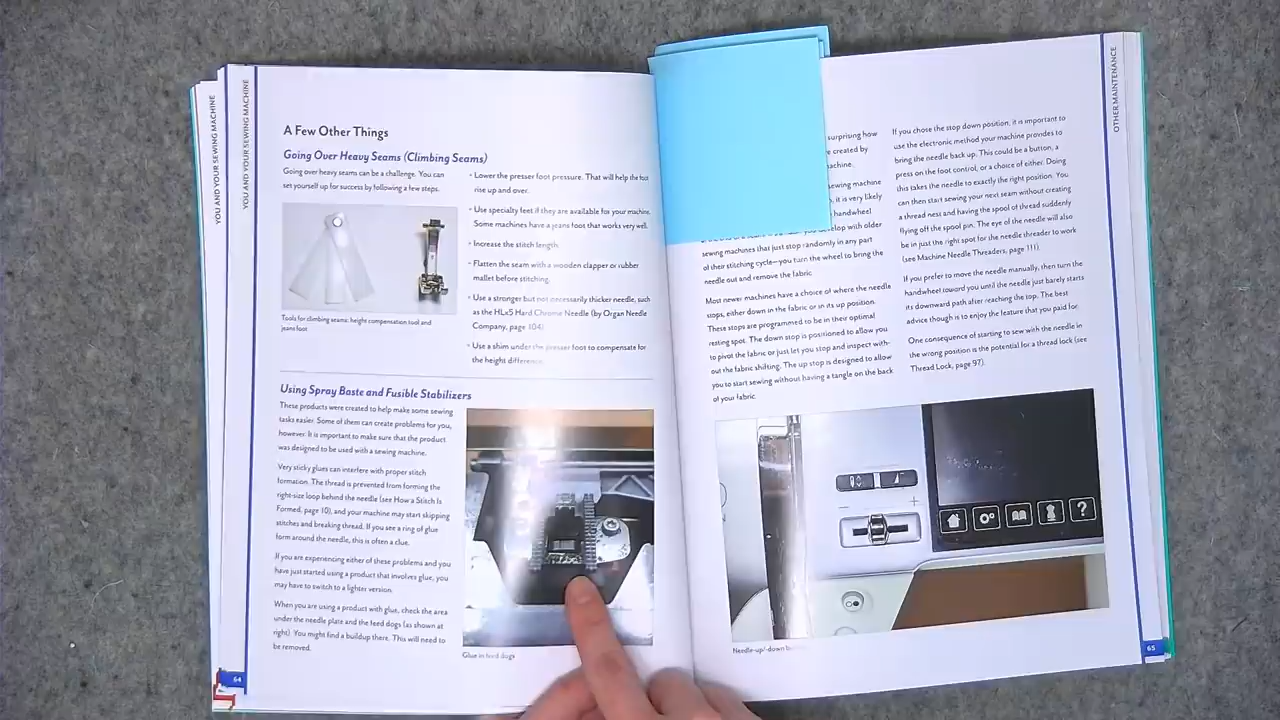 YOU AND YOUR SEWING MACHINE
YOU AND YOUR SEWING MACHINE
A Few Other Things
Going Over Heavy Seams (Climbing Seams)
Going over heavy seams can be a challenge. You can
set yourself up for success by following a few steps.
Tools for climbing seams: height compensation tool and
jeans foot
• Lower the presser foot pressure. That will help the foot
rise up and over.
• Use specialty feet if they are available for your machine.
Some machines have a jeans foot that works very well.
• Increase the stitch length.
• Flatten the seam with a wooden clapper or rubber
mallet before stitching.
• Use a stronger but not necessarily thicker needle, such
as the HLx5 Hard Chrome Needle (by Organ Needle
Company, page 104).
• Use a shim under the presser foot to compensate for
the height difference.
Using Spray Baste and Fusible Stabilizers
These products were created to help make some sewing
tasks easier. Some of them can create problems for you,
however. It is important to make sure that the product
was designed to be used with a sewing machine.
Very sticky glues can interfere with proper stitch
formation. The thread is prevented from forming the
right-size loop behind the needle (see How a Stitch Is
Formed, page 10), and your machine may start skipping
stitches and breaking thread. If you see a ring of glue
form around the needle, this is often a clue.
If you are experiencing either of these problems and you
have just started using a product that involves glue, you
may have to switch to a lighter version.
When you are using a product with glue, check the area
under the needle plate and the feed dogs (as shown at
right). You might find a buildup there. This will need to
be removed.
Glue in feed dogs
64
surprising how
created by
machine.
sewing machine
, it is very likely
handwheel
develop with older
sewing machines that just stop randomly in any part
of their stitching cycle—you turn the wheel to bring the
needle out and remove the fabric.
Most newer machines have a choice of where the needle
stops, either down in the fabric or in its up position.
These stops are programmed to be in their optimal
resting spot. The down stop is positioned to allow you
to pivot the fabric or just let you stop and inspect with-
out the fabric shifting. The up stop is designed to allow
you to start sewing without having a tangle on the back
of your fabric.
If you chose the stop down position, it is important to
use the electronic method your machine provides to
bring the needle back up. This could be a button, a
press on the foot control, or a choice of either. Doing
this takes the needle to exactly the right position. You
can then start sewing your next seam without creating
a thread nest and having the spool of thread suddenly
flying off the spool pin. The eye of the needle will also
be in just the right spot for the needle threader to work
(see Machine Needle Threaders, page 111).
If you prefer to move the needle manually, then turn the
handwheel toward you until the needle just barely starts
its downward path after reaching the top. The best
advice though is to enjoy the feature that you paid for.
One consequence of starting to sew with the needle in
the wrong position is the potential for a thread lock (see
Thread Lock, page 97).
Needle-up/-down
OTHER MAINTENANCE
65